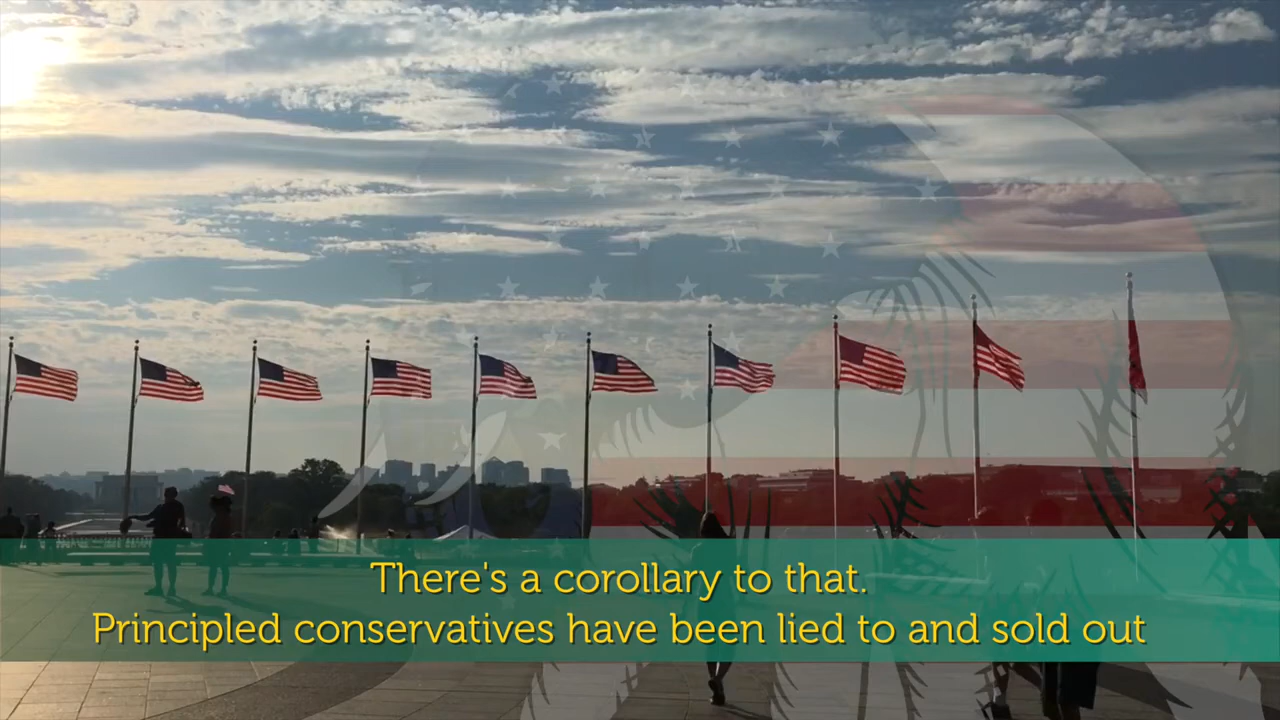 There's a corollary to that.
Principled conservatives have been lied to and sold out